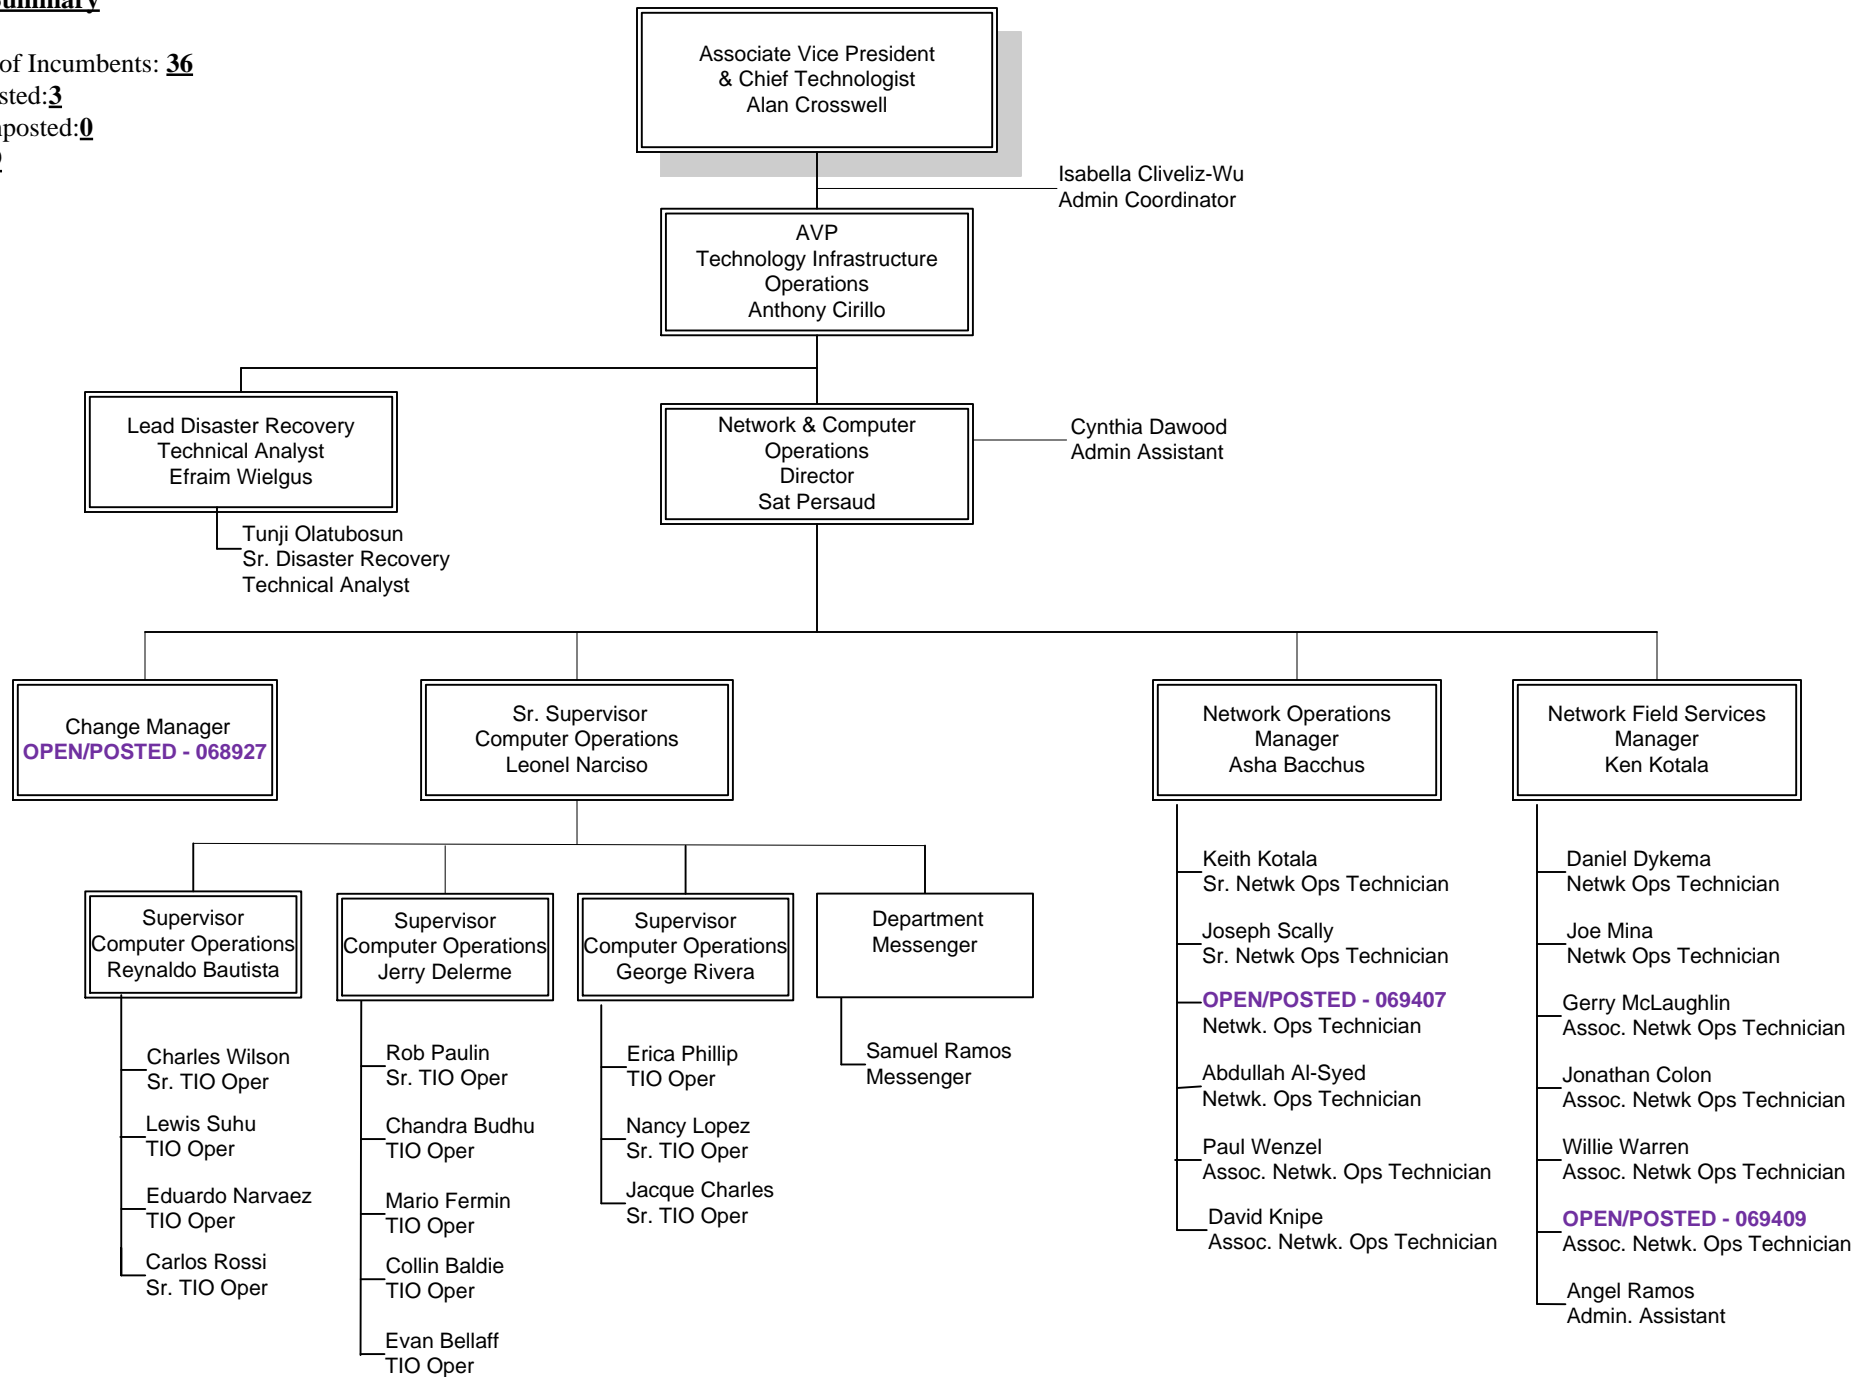 of Incumbents: 36
Associate Vice President
& Chief Technologist
Alan Crosswell
Isabella Cliveliz-Wu
Admin Coordinator
AVP
Technology Infrastructure
Operations
Anthony Cirillo
Lead Disaster Recovery
Technical Analyst
Efraim Wielgus
Tunji Olatubosun
Sr. Disaster Recovery
Technical Analyst
Network & Computer
Operations
Director
Sat Persaud
Cynthia Dawood
Admin Assistant
Change Manager
OPEN/POSTED - 068927
Sr. Supervisor
Computer Operations
Leonel Narciso
Network Operations
Manager
Asha Bacchus
Network Field Services
Manager
Ken Kotala
Supervisor
Computer Operations
Reynaldo Bautista
Charles Wilson
Sr. TIO Oper
Lewis Suhu
TIO Oper
Eduardo Narvaez
TIO Oper
Carlos Rossi
Sr. TIO Oper
Supervisor
Computer Operations
Jerry Delerme
Rob Paulin
Sr. TIO Oper
Chandra Budhu
TIO Oper
Mario Fermin
TIO Oper
Collin Baldie
TIO Oper
Evan Bellaff
TIO Oper
Supervisor
Computer Operations
George Rivera
Erica Phillip
TIO Oper
Nancy Lopez
Sr. TIO Oper
Jacque Charles
Sr. TIO Oper
Department
Messenger
Samuel Ramos
Messenger
Keith Kotala
Sr. Netwk Ops Technician
Joseph Scally
Sr. Netwk Ops Technician
OPEN/POSTED - 069407
Netwk. Ops Technician
Abdullah Al-Syed
Netwk. Ops Technician
Paul Wenzel
Assoc. Netwk. Ops Technician
David Knipe
Assoc. Netwk. Ops Technician
Daniel Dykema
Netwk Ops Technician
Joe Mina
Netwk Ops Technician
Gerry McLaughlin
Assoc. Netwk Ops Technician
Jonathan Colon
Assoc. Netwk Ops Technician
Willie Warren
Assoc. Netwk Ops Technician
OPEN/POSTED - 069409
Assoc. Netwk. Ops Technician
Angel Ramos
Admin. Assistant